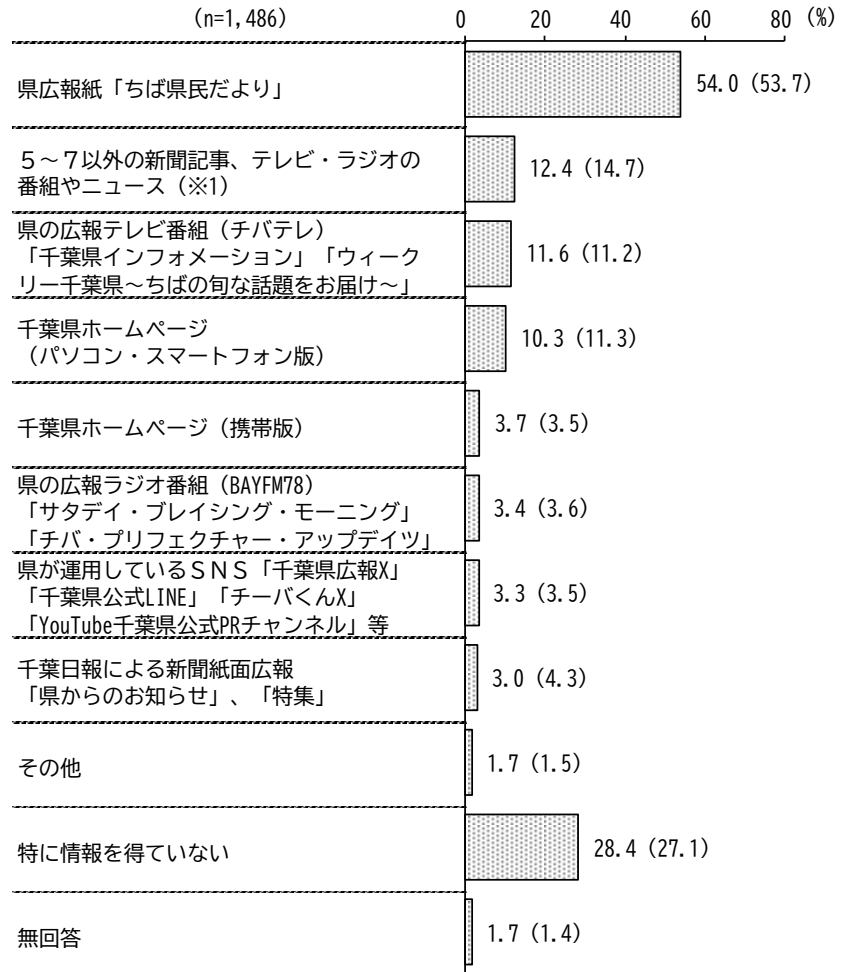 (n=1,486)
0 20 40 60 80 (%)
県広報紙「ちば県民だより」
54.0 (53.7)
５～７以外の新聞記事、テレビ・ラジオの
番組やニュース（※1）
12.4 (14.7)
県の広報テレビ番組（チバテレ）
「千葉県インフォメーション」「ウィーク
リー千葉県～ちばの旬な話題をお届け～」
11.6 (11.2)
千葉県ホームページ
（パソコン・スマートフォン版）
10.3 (11.3)
千葉県ホームページ（携帯版）
3.7 (3.5)
県の広報ラジオ番組（BAYFM78）
「サタデイ・ブレイシング・モーニング」
「チバ・プリフェクチャー・アップデイツ」
3.4 (3.6)
県が運用しているＳＮＳ「千葉県広報X」
「千葉県公式LINE」「チーバくんX」
「YouTube千葉県公式PRチャンネル」等
3.3 (3.5)
千葉日報による新聞紙面広報
「県からのお知らせ」、「特集」
3.0 (4.3)
その他
1.7 (1.5)
特に情報を得ていない
28.4 (27.1)
無回答
1.7 (1.4)